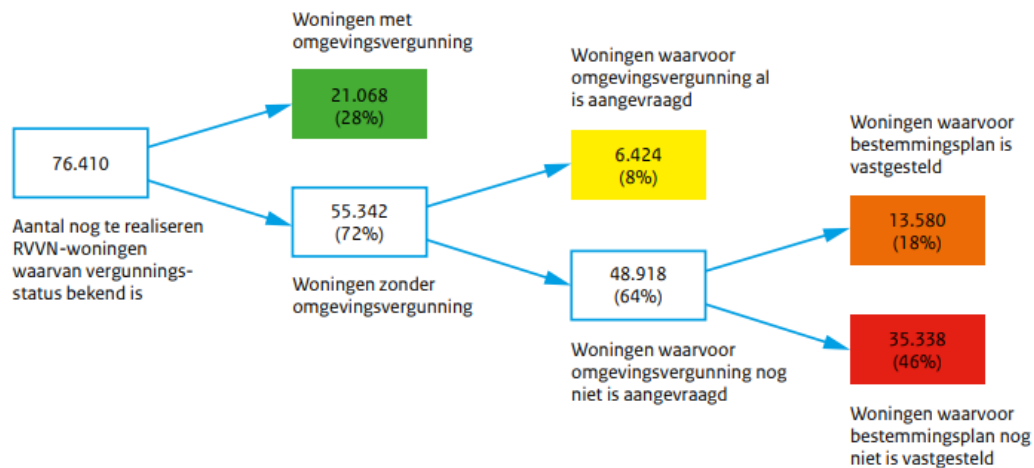 Woningen met
omgevingsvergunning
21.068
(28%)
76.410
Aantal nog te realiseren
RVVN-woningen
waarvan vergunnings-
status bekend is
55.342
(72%)
Woningen zonder
omgevingsvergunning
Woningen waarvoor
omgevingsvergunning al
is aangevraagd
6.424
(8%)
48.918
(64%)
Woningen waarvoor
omgevingsvergunning nog
niet is aangevraagd
Woningen waarvoor
bestemmingsplan is
vastgesteld
13.580
(18%)
35.338
(46%)
Woningen waarvoor
bestemmingsplan nog
niet is vastgesteld